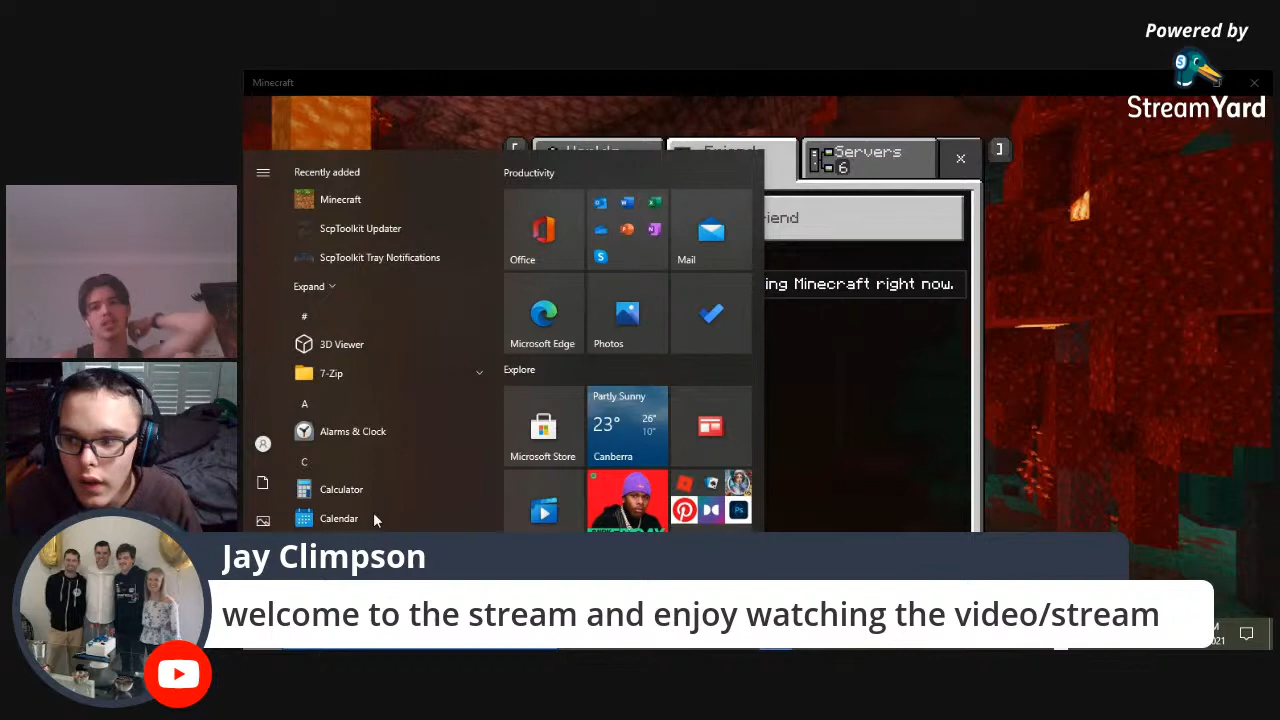 Powered by
StreamYard
Minecraft
Servers
6
iend
ing Minecraft right now.
Recently added
Minecraft
ScpToolkit Updater
ScpToolkit Tray Notifications
Expand
#
3D Viewer
7-Zip
A
Alarms & Clock
C
Calculator
Calendar
Productivity
Office
Mail
Microsoft Edge
Photos
Explore
Microsoft Store
Partly Sunny
23° 26°
10°
Canberra
Ps
Jay Climpson
welcome to the stream and enjoy watching the video/stream
M
2021